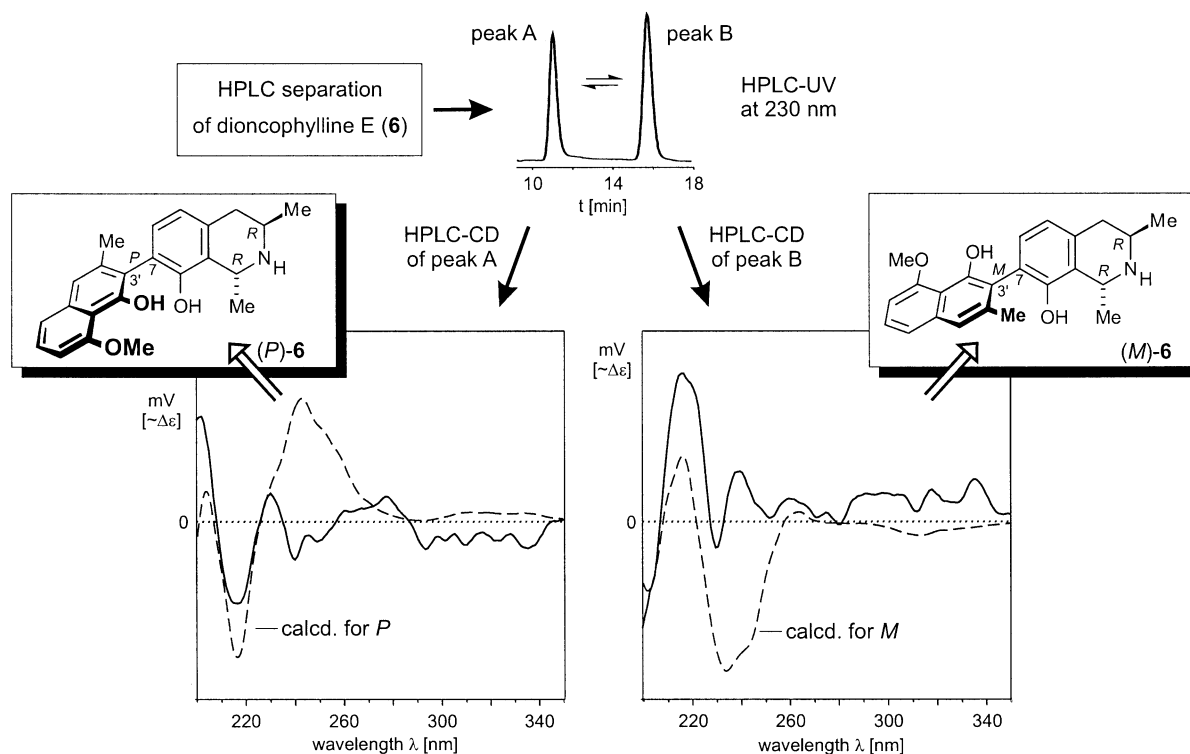 peak A
peak B
HPLC separation
of dioncophylline E (6)
HPLC-UV
at 230 nm
10
14
18
t [min]
HPLC-CD
of peak A
HPLC-CD
of peak B
Me
R
N
H
R
Me
P
7
3'
OH
OH
Me
OMe
(P)-6
Me
R
N
H
R
Me
OH
M
7
3'
MeO
Me
OH
(M)-6
mV
[~Δε]
0
calcd. for P
220
260
300
340
wavelength λ [nm]
mV
[~Δε]
0
calcd. for M
220
260
300
340
wavelength λ [nm]